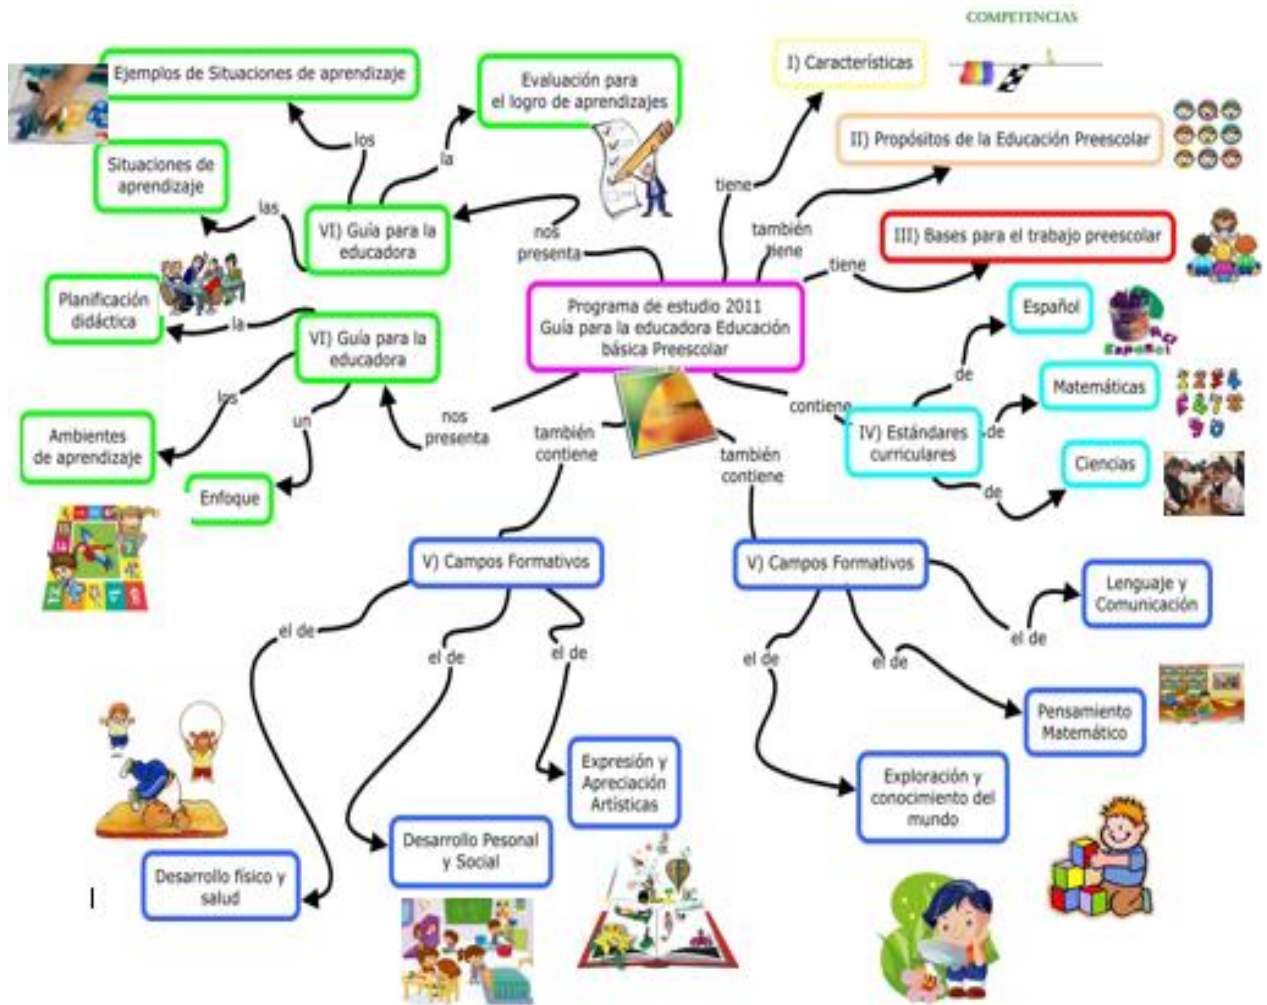 COMPETENCIAS
Ejemplos de Situaciones de aprendizaje
Evaluación para
el logro de aprendizajes
I) Características
II) Propósitos de la Educación Preescolar
los
la
Situaciones de
aprendizaje
las
VI) Guía para la
educadora
nos
presenta
tiene
también
tiene
III) Bases para el trabajo preescolar
tiene
Planificación
didáctica
la
VI) Guía para la
educadora
Programa de estudio 2011
Guía para la educadora Educación
básica Preescolar
Español
Español
de
Matemáticas
contiene
IV) Estándares
curriculares
de
Ciencias
de
los
un
nos
presenta
también
contiene
también
contiene
Ambientes
de aprendizaje
Enfoque
V) Campos Formativos
V) Campos Formativos
Lenguaje y
Comunicación
el de
el de
el de
el de
el de
el de
Pensamiento
Matemático
Expresión y
Apreciación
Artísticas
Exploración y
conocimiento del
mundo
Desarrollo Pesonal
y Social
Desarrollo físico y
salud